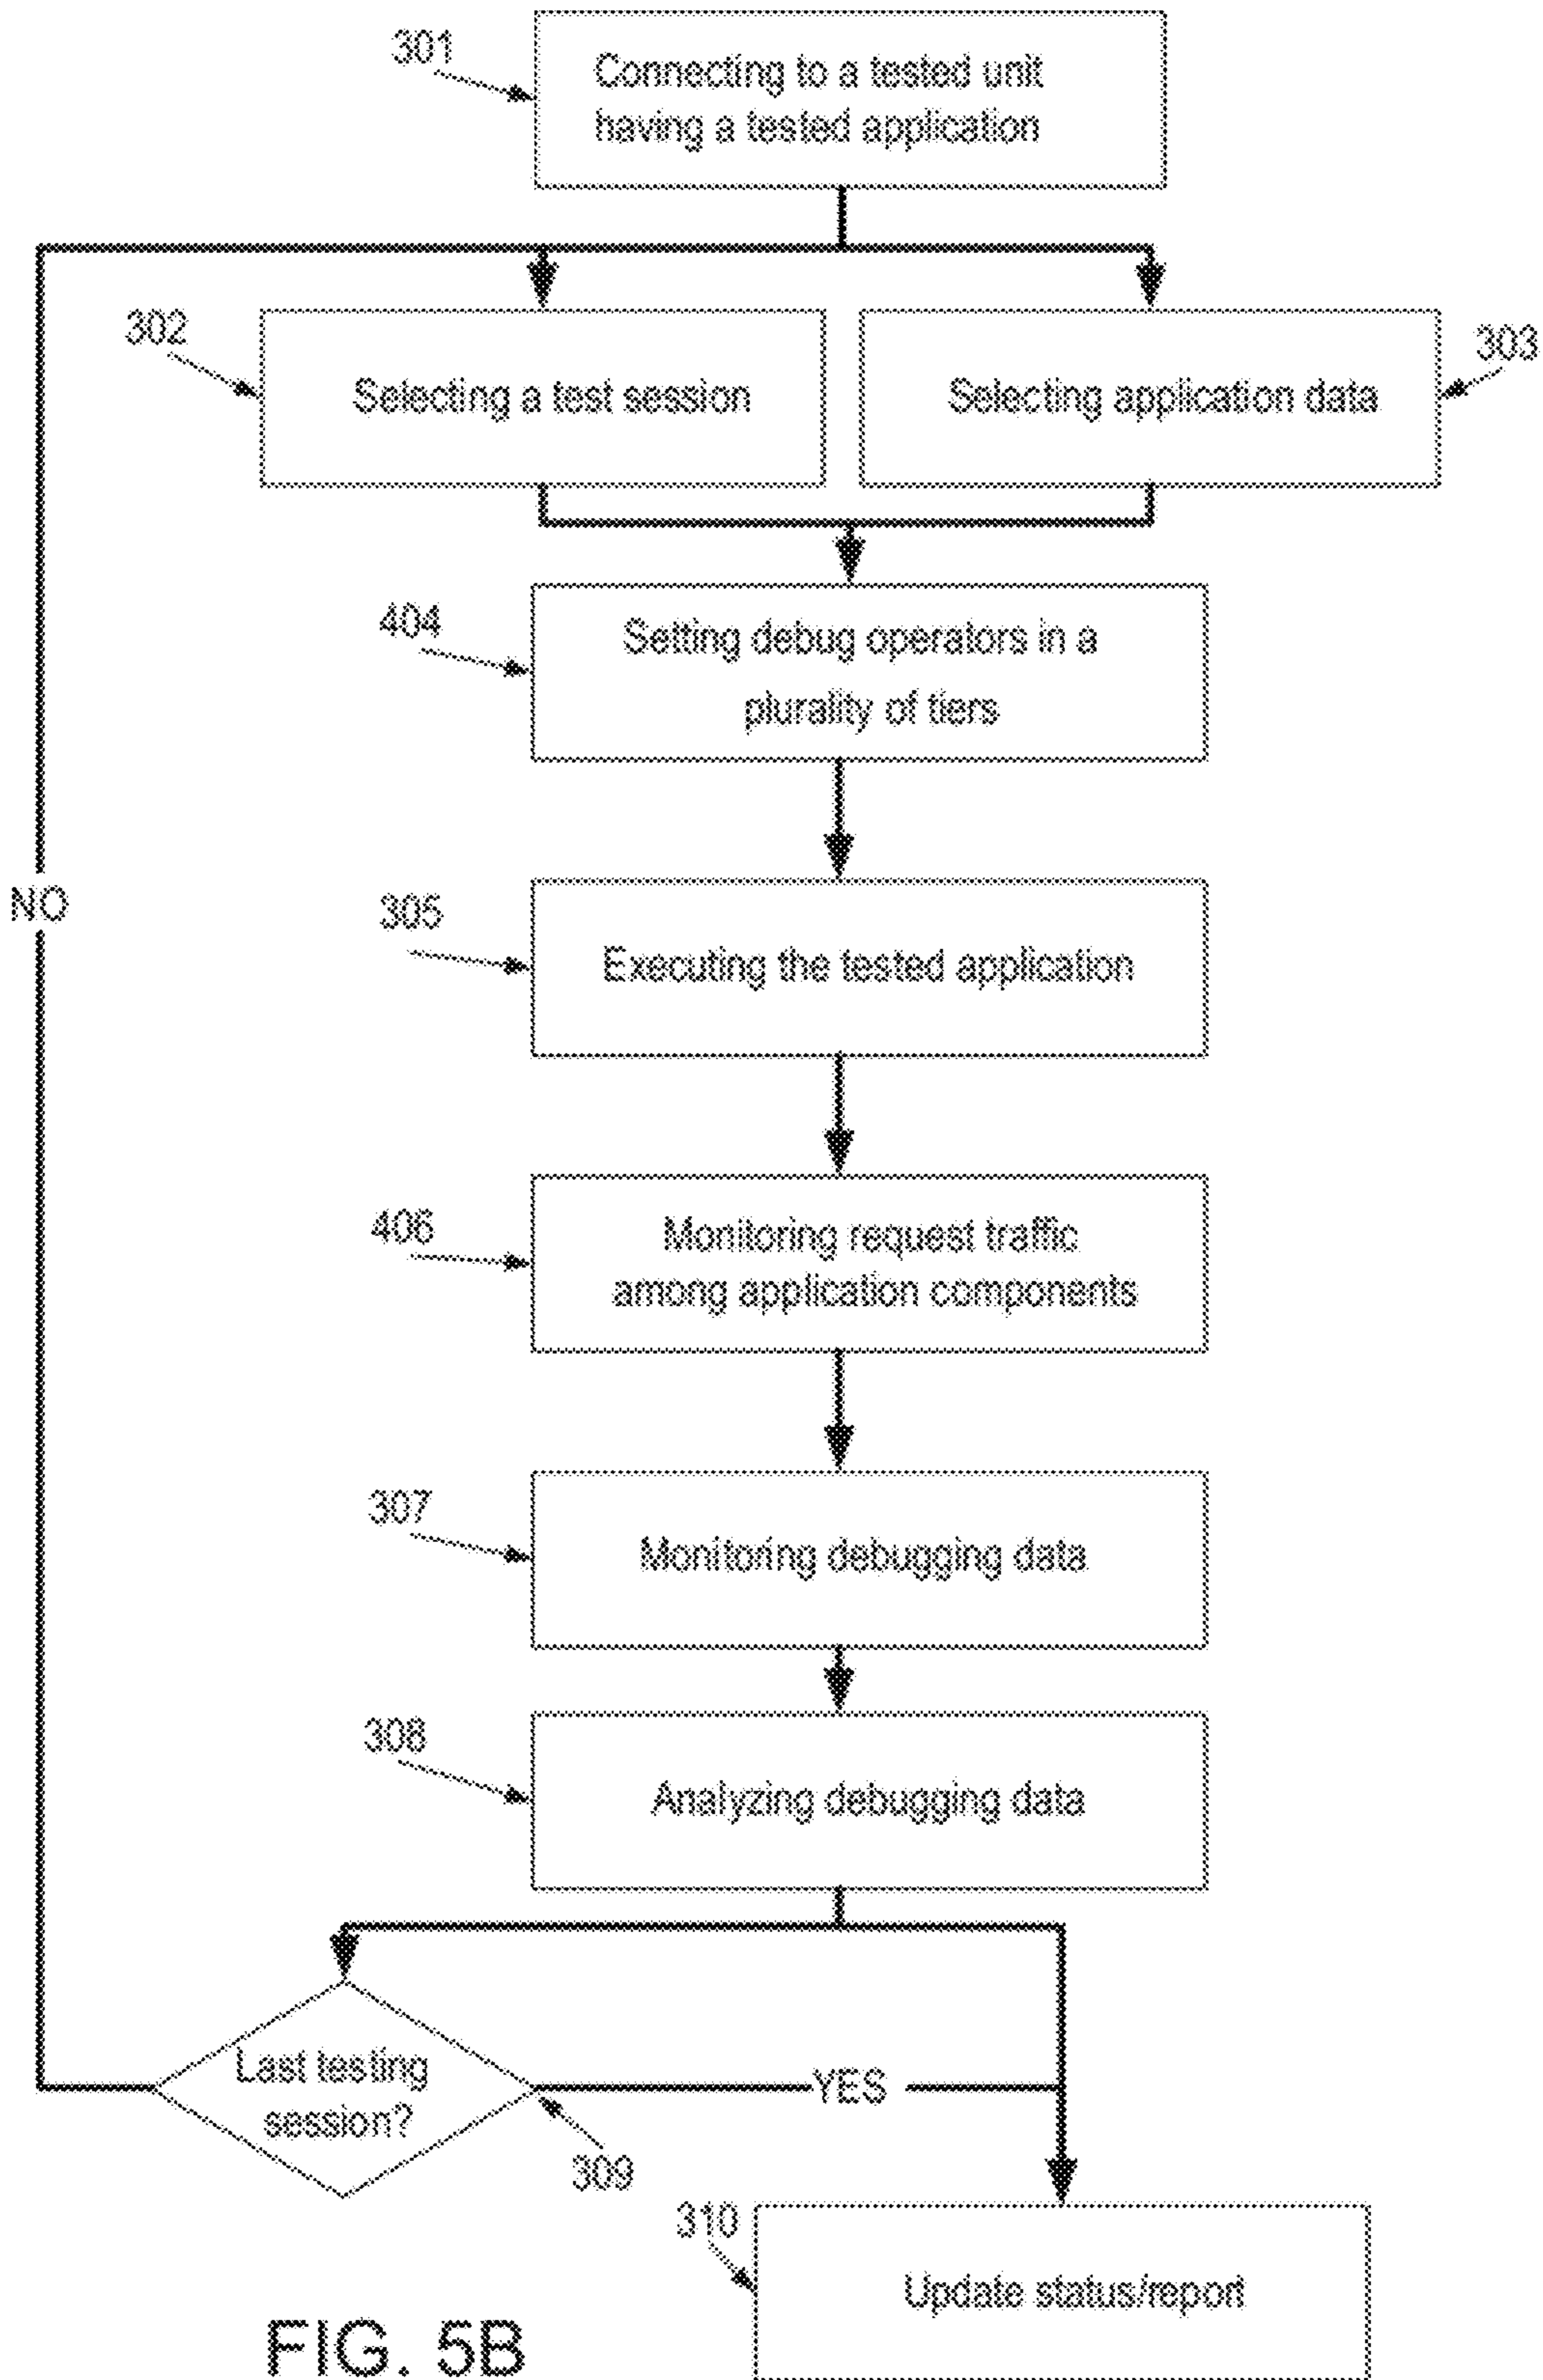 301
Connecting to a tested unit
having a tested application
302
Selecting a test session
Selecting application data
303
404
Setting debug operators in a
plurality of tiers
NO
305
Executing the tested application
406
Monitoring request traffic
among application components
307
Monitoring debugging data
308
Analyzing debugging data
Last testing
session?
YES
309
310
Update status/report
FIG. 5B